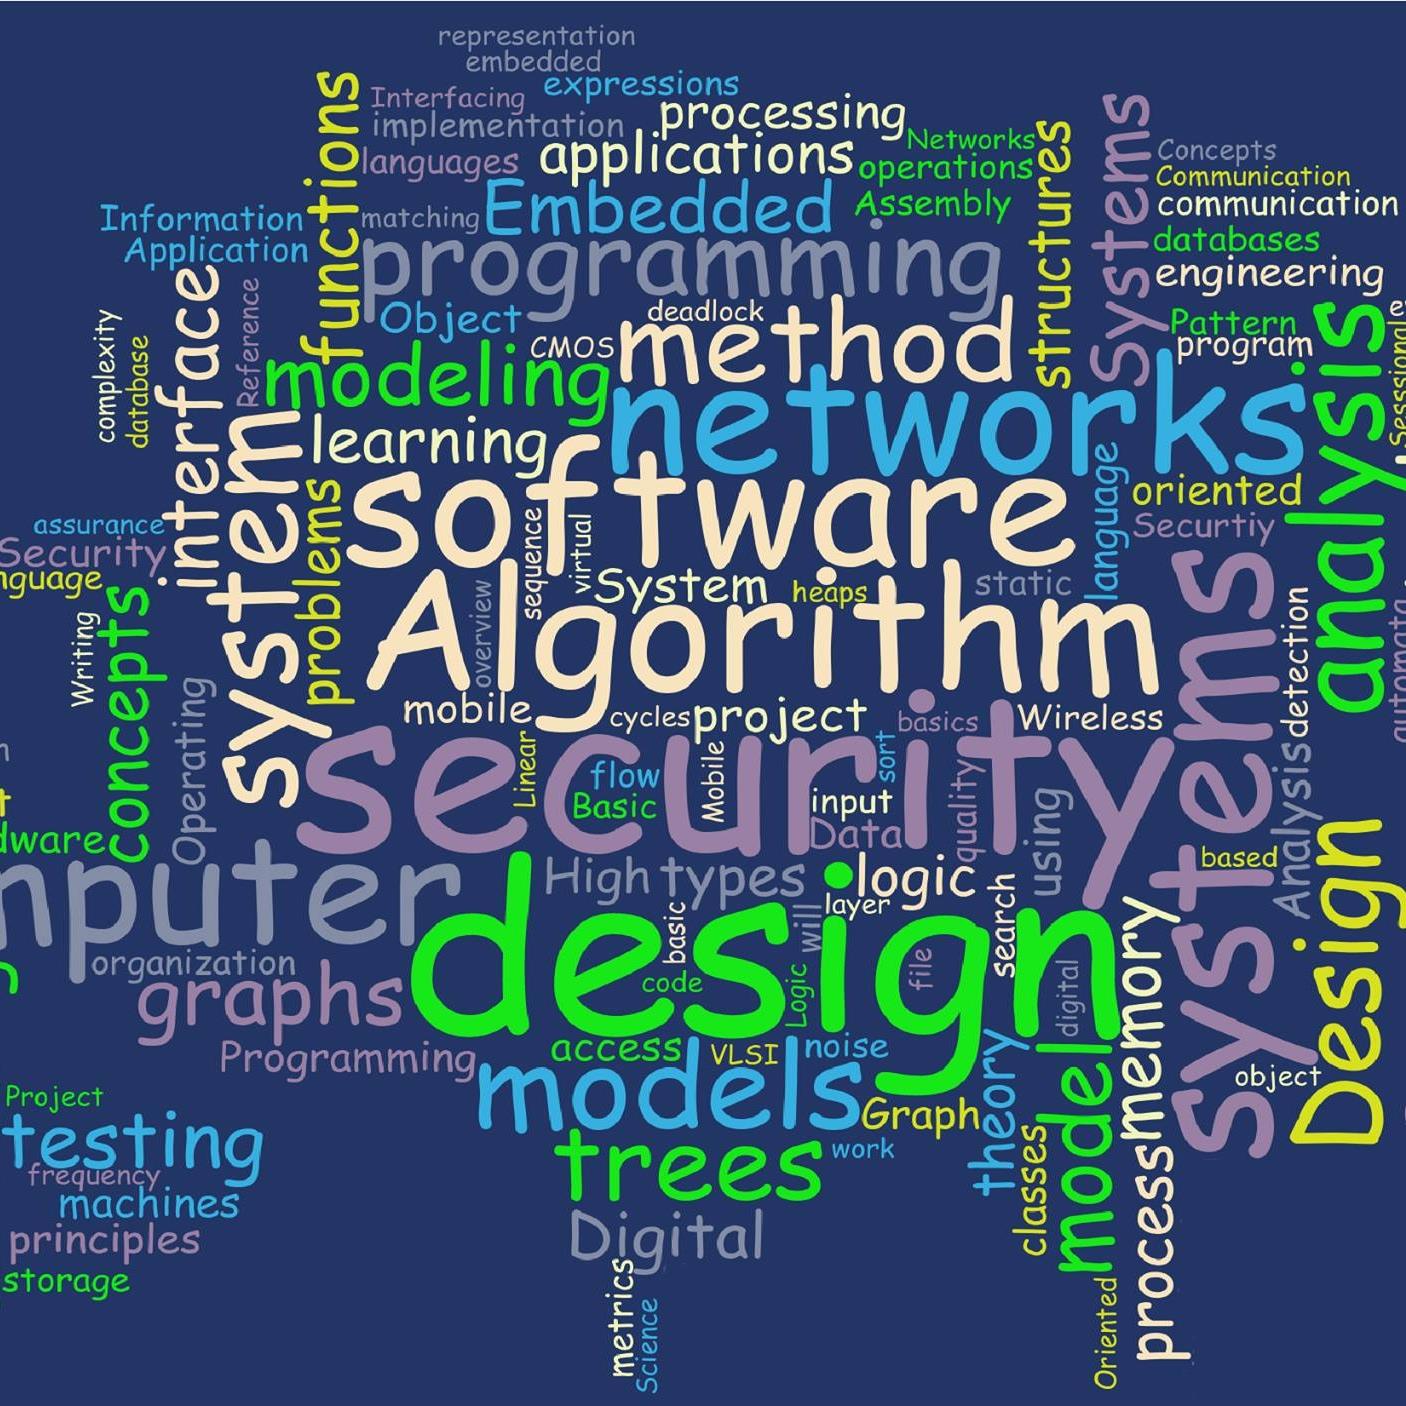 representation
embedded
expressions
Interfacing
processing
implementation
Networks
languages
applications
operations
functions
structures
Systems
Concepts
Communication
communication
Information
matching
Embedded
Assembly
databases
Application
programming
engineering
interface
Reference
Object
deadlock
Pattern
complexity
database
CMOS
method
program
analysis
modeling
networks
learning
system
problems
software
language
oriented
assurance
Security
nguage
sequence
virtual
Securtiy
System
heaps
static
overview
Algorithm
systems
detection
automata
Writing
concepts
Operating
mobile
cycles
project
basics
Wireless
security
Linear
flow
Basic
Mobile
sort
input
Data
quality
using
Analysis
Design
dware
based
nputer
High
types
logic
layer
basic
will
search
memory
organization
design
code
Logic
file
digital
graphs
Programming
access
VLSI
noise
theory
object
Project
models
Graph
model
testing
trees
work
classes
process
frequency
machines
Digital
principles
storage
metrics
Science
Oriented